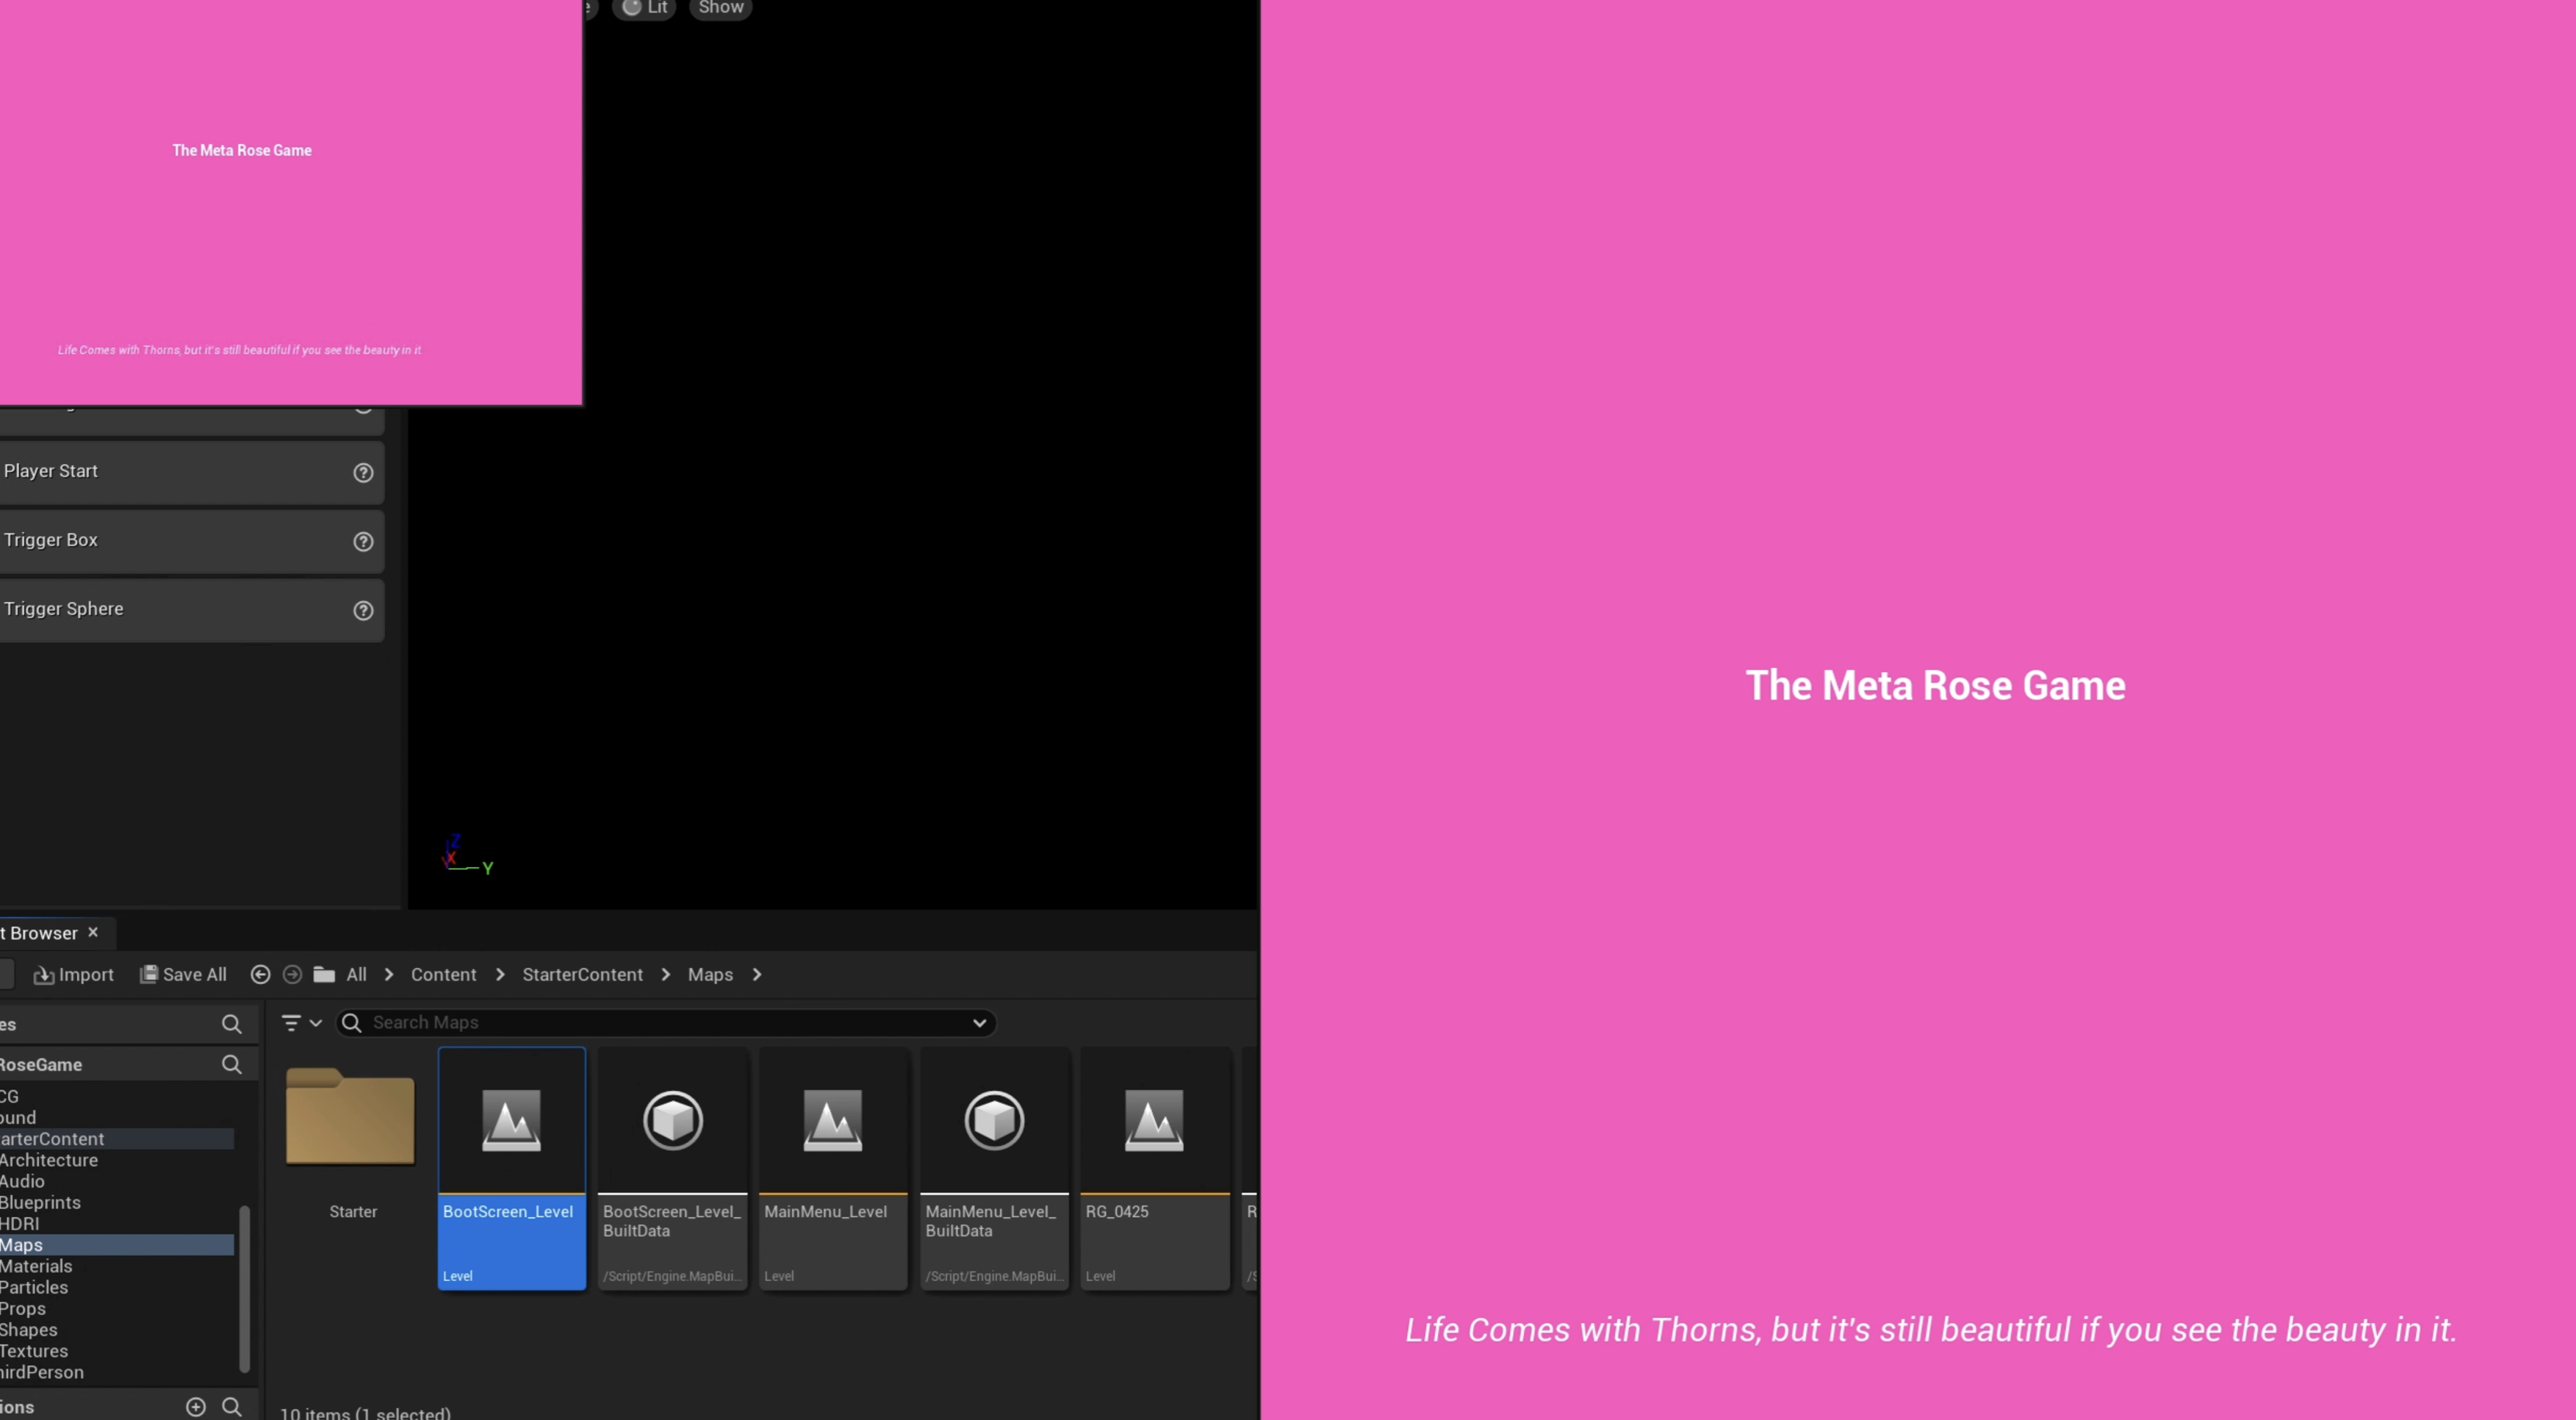 Lit
Show
The Meta Rose Game
Life Comes with Thorns, but it's still beautiful if you see the beauty in it.
Player Start
Trigger Box
Trigger Sphere
Z
X
Y
t Browser
Import
Save All
All
Content
StarterContent
Maps
es
Search Maps
RoseGame
CG
ound
arterContent
Architecture
Audio
Blueprints
HDRI
Maps
Materials
Particles
Props
Shapes
Textures
hirdPerson
ions
Starter
BootScreen_Level
Level
BootScreen_Level_
BuiltData
/Script/Engine.MapBui...
MainMenu_Level
Level
MainMenu_Level_
BuiltData
/Script/Engine.MapBui...
RG_0425
Level
R
/S
10 items (1 selected)
The Meta Rose Game
Life Comes with Thorns, but it's still beautiful if you see the beauty in it.